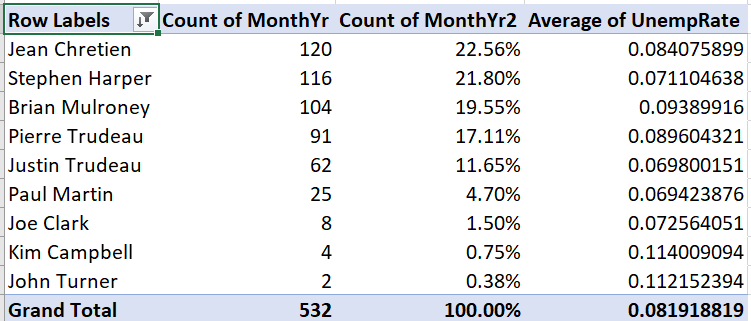 Row Labels Count of MonthYr Count of MonthYr2 Average of UnempRate
Jean Chretien 120 22.56% 0.084075899
Stephen Harper 116 21.80% 0.071104638
Brian Mulroney 104 19.55% 0.09389916
Pierre Trudeau 91 17.11% 0.089604321
Justin Trudeau 62 11.65% 0.069800151
Paul Martin 25 4.70% 0.069423876
Joe Clark 8 1.50% 0.072564051
Kim Campbell 4 0.75% 0.114009094
John Turner 2 0.38% 0.112152394
Grand Total 532 100.00% 0.081918819